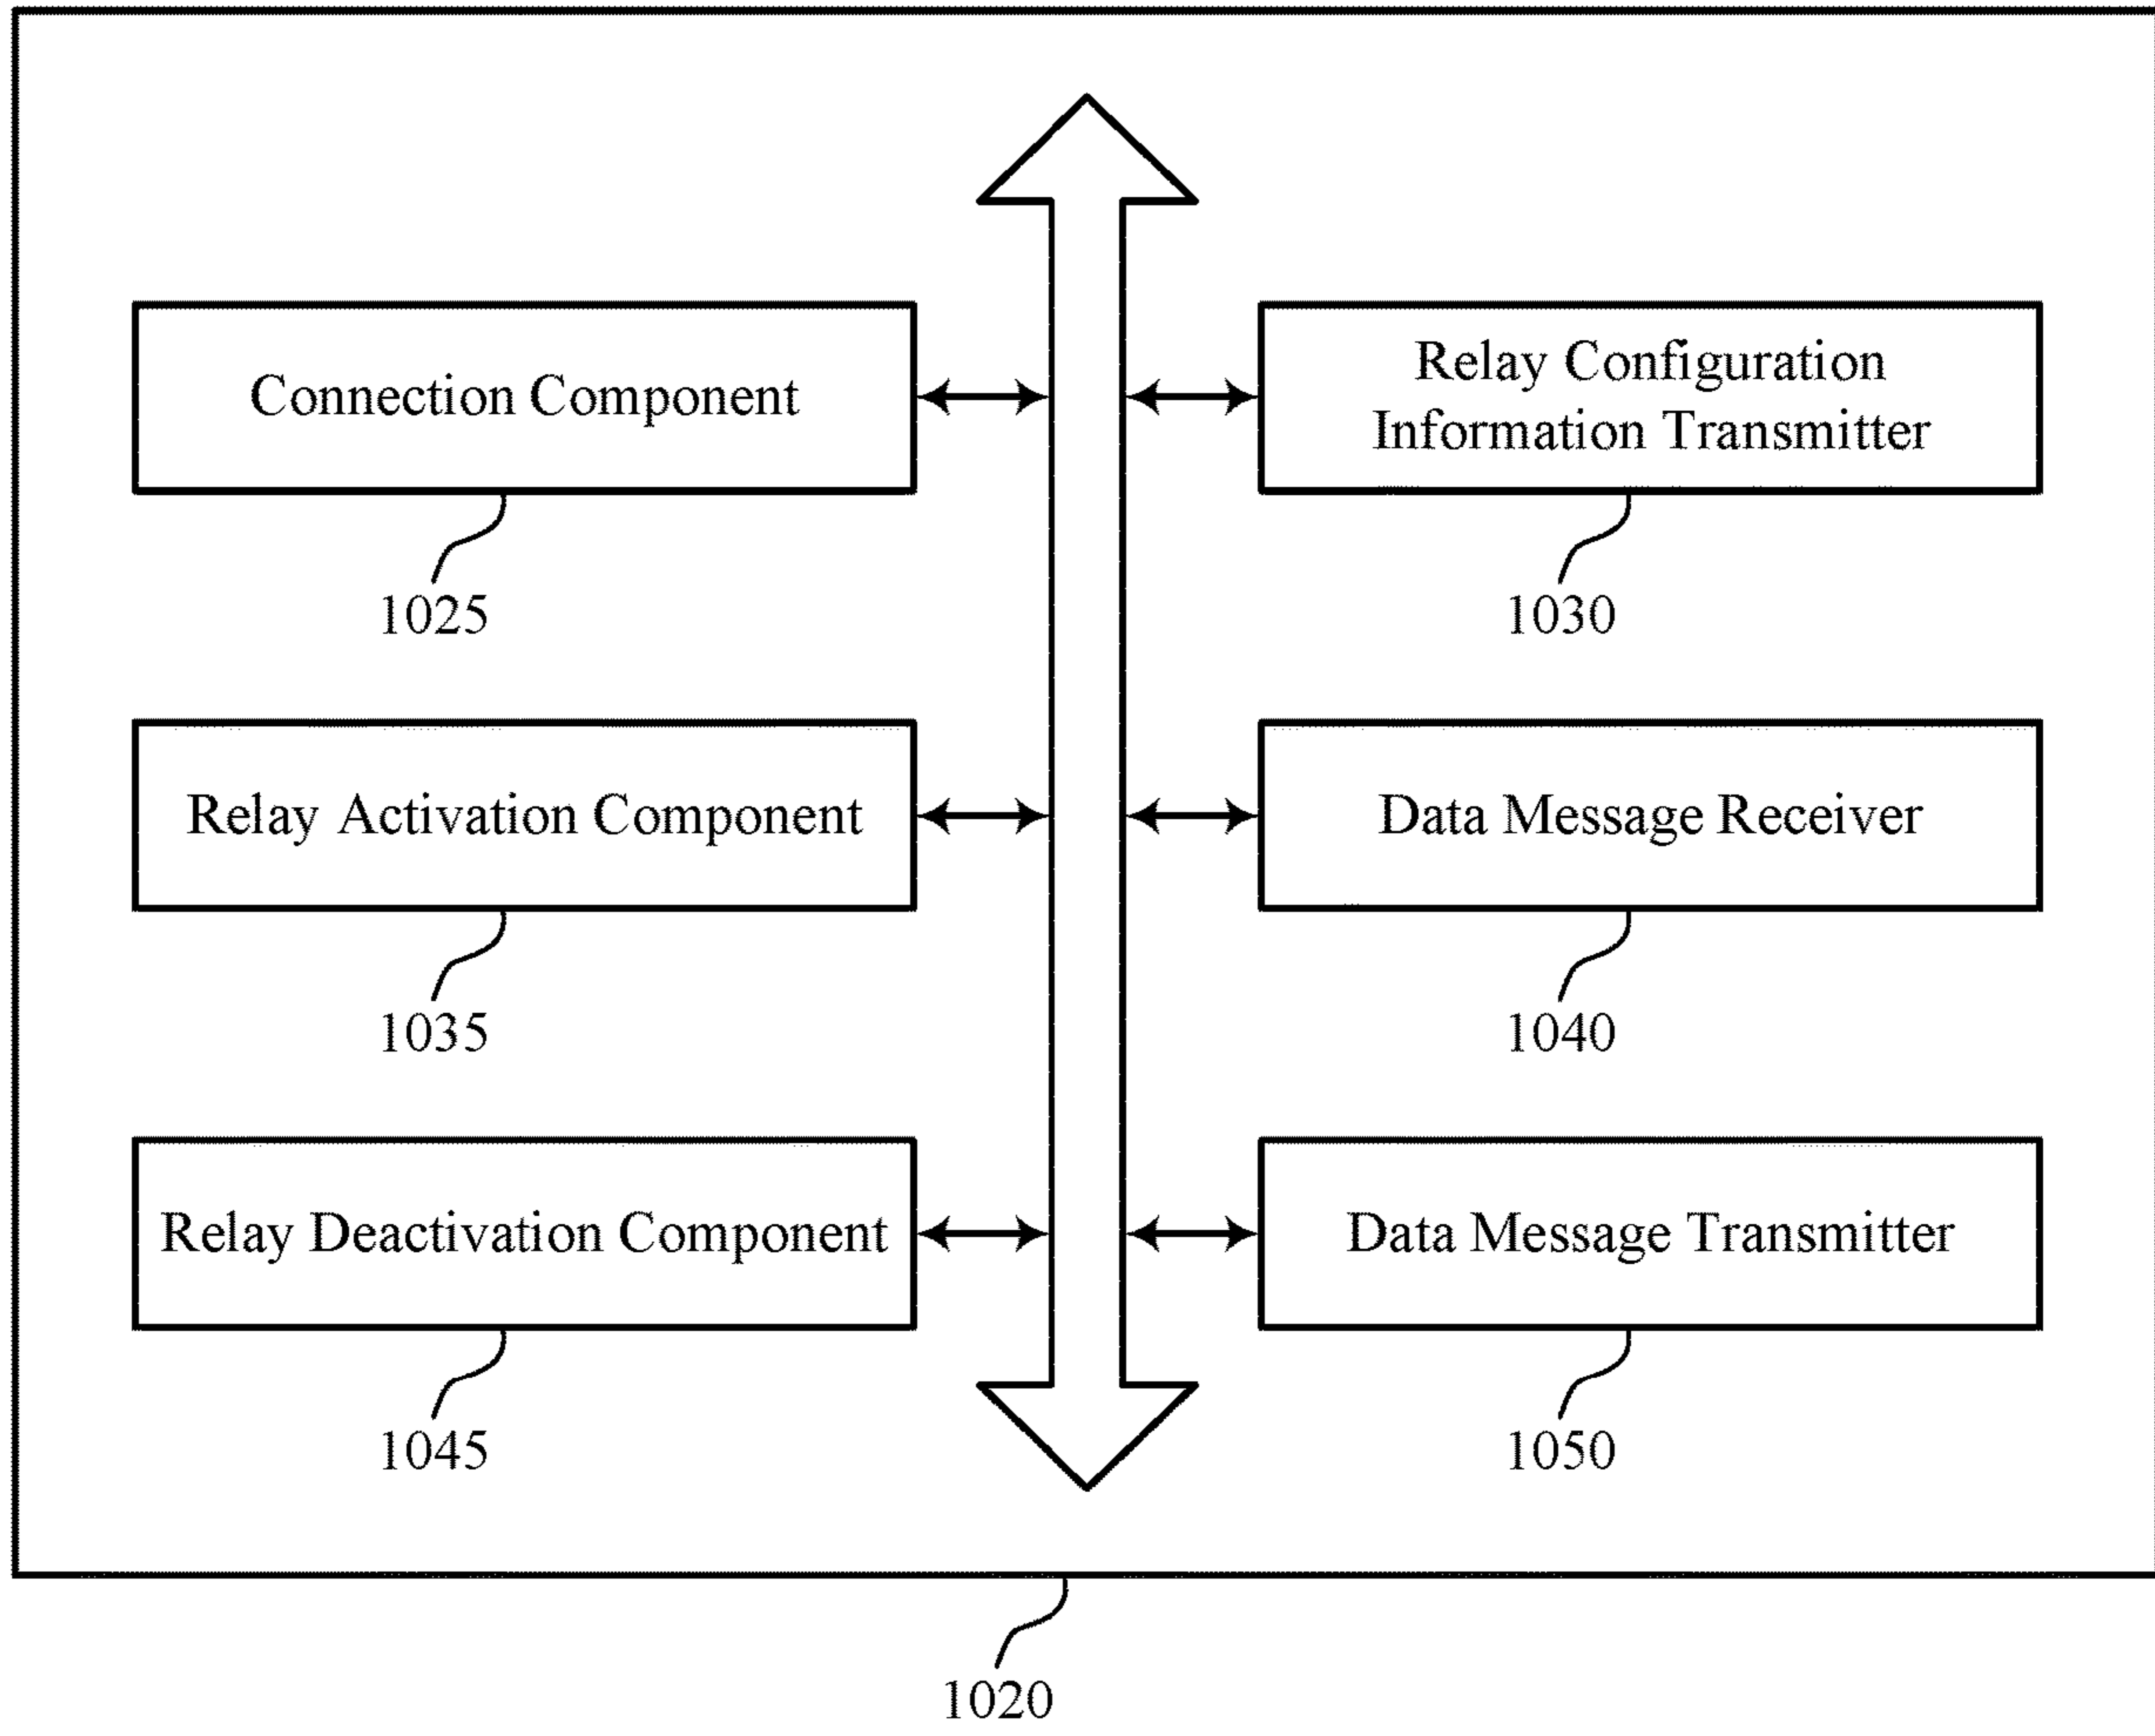 Connection Component
Relay Configuration
Information Transmitter
1025
1030
Relay Activation Component
Data Message Receiver
1035
1040
Relay Deactivation Component
Data Message Transmitter
1045
1050
1020